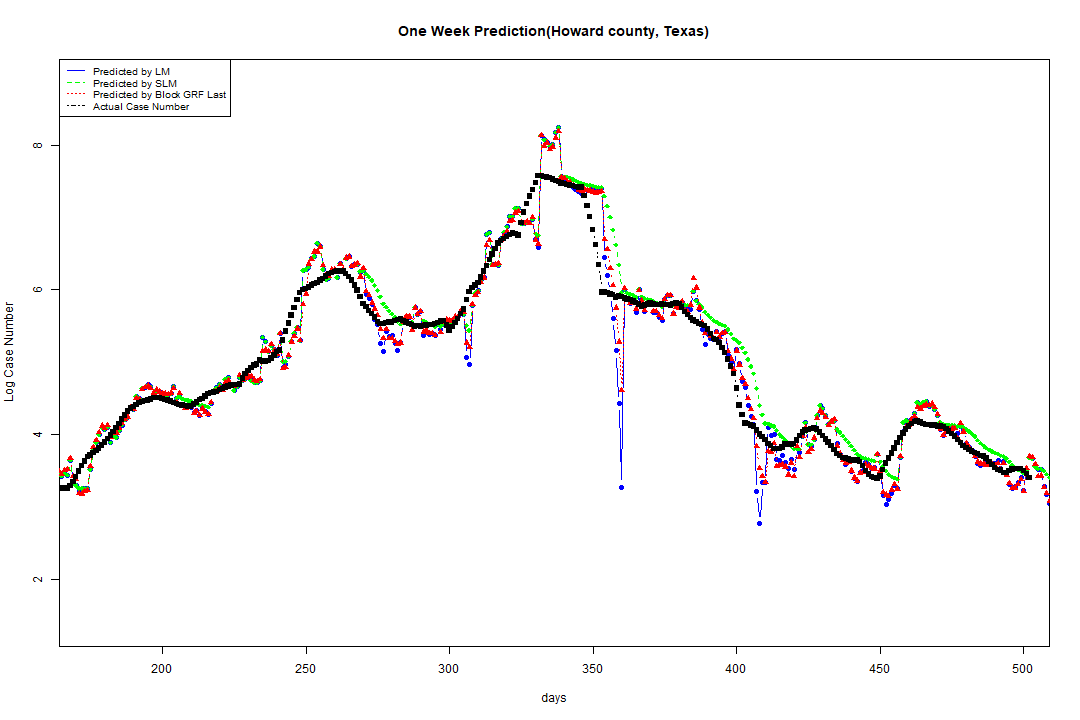 One Week Prediction(Howard county, Texas)
Predicted by LM
Predicted by SLM
Predicted by Block GRF Last
Actual Case Number
8
6
4
2
Log Case Number
200 250 300 350 400 450 500
days